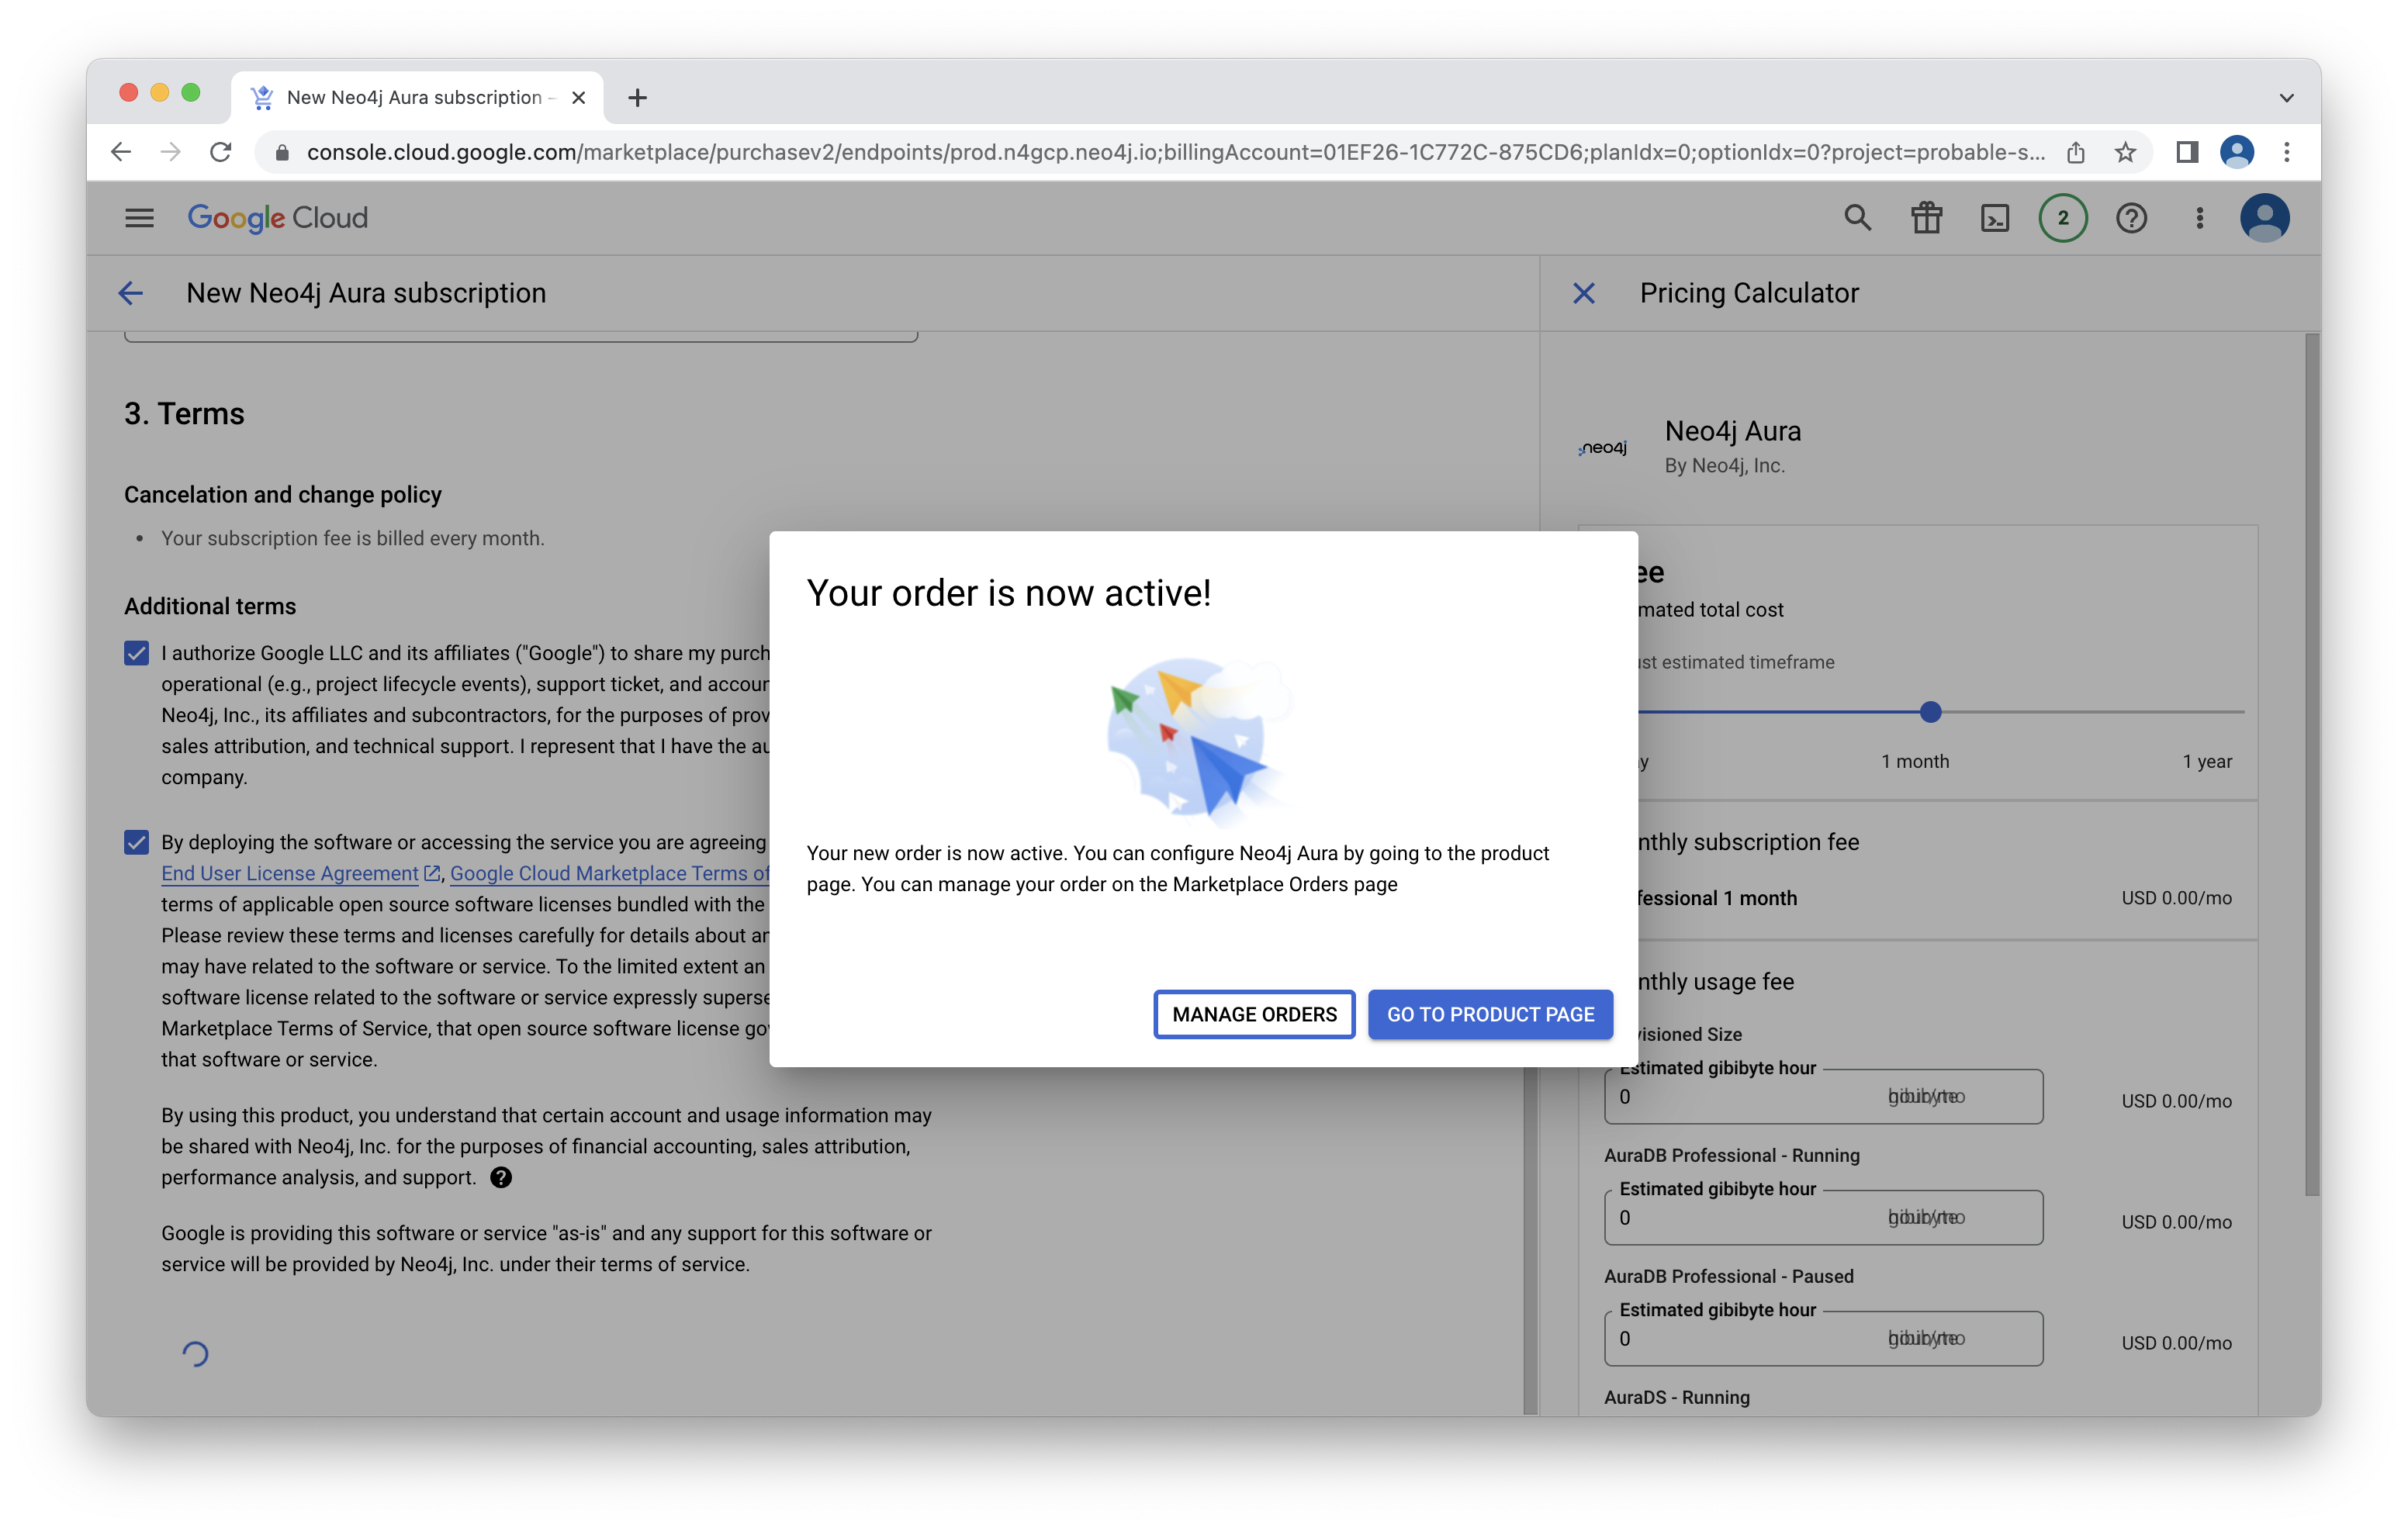 New Neo4j Aura subscription –
console.cloud.google.com/marketplace/purchasev2/endpoints/prod.n4gcp.neo4j.io;billingAccount=01EF26-1C772C-875CD6;planIdx=0;optionIdx=0?project=probable-s...
Google Cloud
2
New Neo4j Aura subscription
Pricing Calculator
3. Terms
Cancelation and change policy
• Your subscription fee is billed every month.
Additional terms
I authorize Google LLC and its affiliates ("Google") to share my purch
operational (e.g., project lifecycle events), support ticket, and accour
Neo4j, Inc., its affiliates and subcontractors, for the purposes of prov
sales attribution, and technical support. I represent that I have the au
company.
By deploying the software or accessing the service you are agreeing
End User License Agreement , Google Cloud Marketplace Terms of
terms of applicable open source software licenses bundled with the
Please review these terms and licenses carefully for details about ar
may have related to the software or service. To the limited extent an
software license related to the software or service expressly superse
Marketplace Terms of Service, that open source software license gov
that software or service.
By using this product, you understand that certain account and usage information may
be shared with Neo4j, Inc. for the purposes of financial accounting, sales attribution,
performance analysis, and support.
Google is providing this software or service "as-is" and any support for this software or
service will be provided by Neo4j, Inc. under their terms of service.
Your order is now active!
Your new order is now active. You can configure Neo4j Aura by going to the product
page. You can manage your order on the Marketplace Orders page
MANAGE ORDERS
GO TO PRODUCT PAGE
neo4j
Neo4j Aura
By Neo4j, Inc.
ee
mated total cost
ust estimated timeframe
y
1 month
1 year
nthly subscription fee
fessional 1 month
USD 0.00/mo
nthly usage fee
visioned Size
Estimated gibibyte hour
0
USD 0.00/mo
AuraDB Professional - Running
Estimated gibibyte hour
0
USD 0.00/mo
AuraDB Professional - Paused
Estimated gibibyte hour
0
USD 0.00/mo
AuraDS - Running